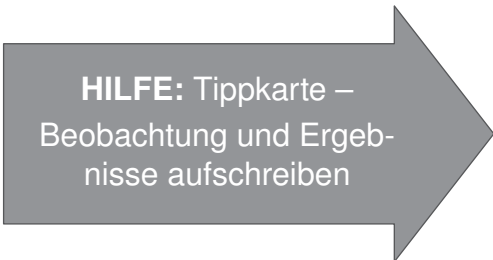 HILFE: Tippkarte –
Beobachtung und Ergeb-
nisse aufschreiben